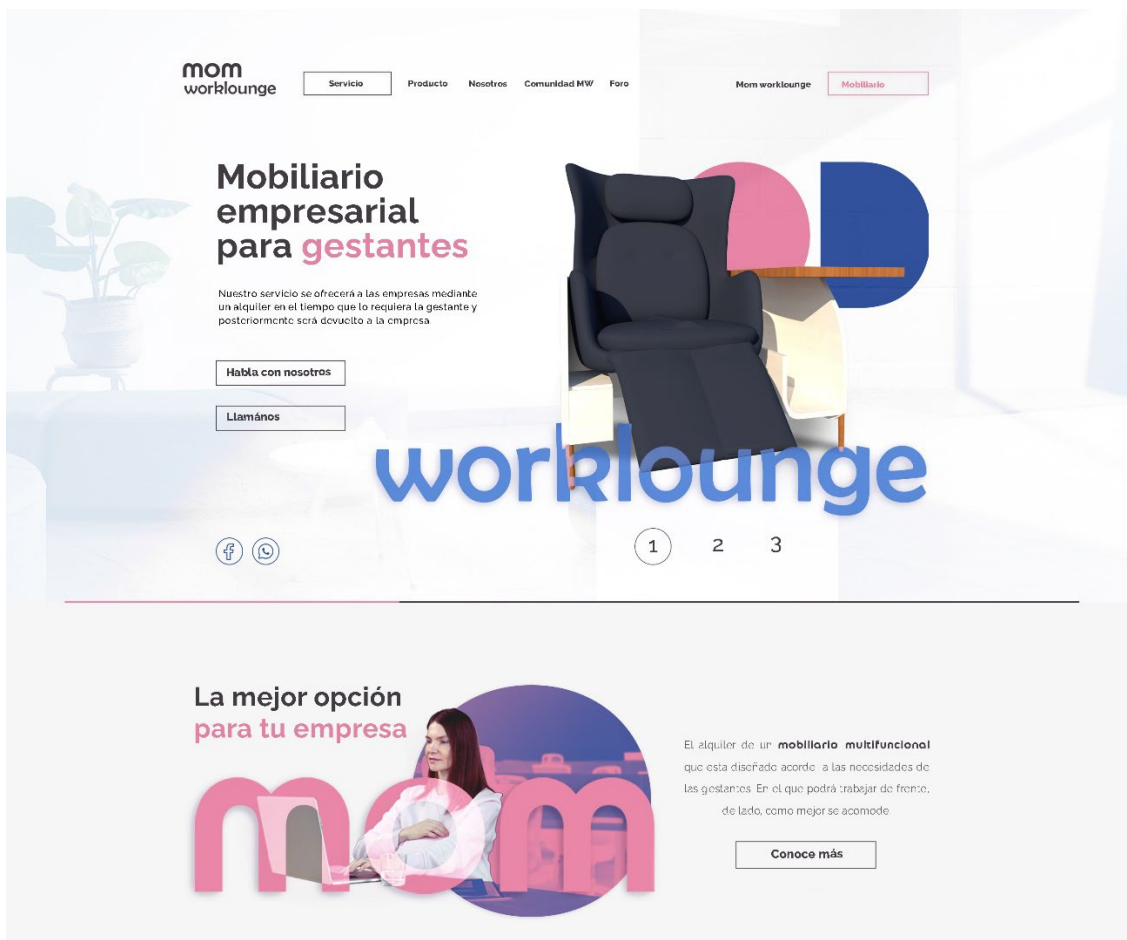 mom
worklounge
Servicio
Producto
Nosotros
Comunidad MW
Foro
Mom worklounge
Mobiliario
Mobiliario
empresarial
para gestantes
Nuestro servicio se ofrecerá a las empresas mediante
un alquiler en el tiempo que lo requiera la gestante y
posteriormente será devuelto a la empresa
Habla con nosotros
Llamános
worklounge
1
2
3
La mejor opción
para tu empresa
mom
El alquiler de un mobiliario multifuncional
que esta diseñado acorde a las necesidades de
las gestantes. En el que podrá trabajar de frente,
de lado, como mejor se acomode
Conoce más